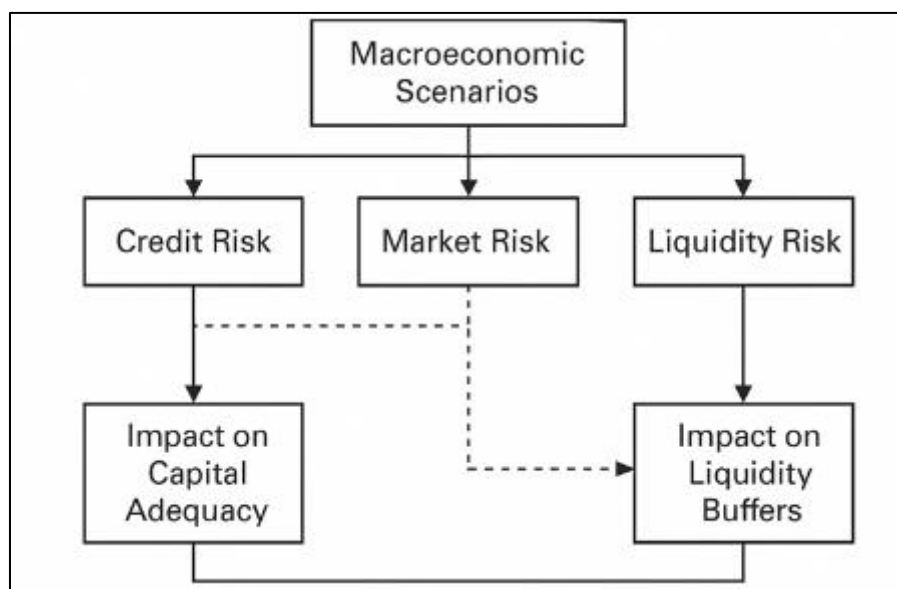 Macroeconomic
Scenarios
Credit Risk
Market Risk
Liquidity Risk
Impact on
Capital
Adequacy
Impact on
Liquidity
Buffers